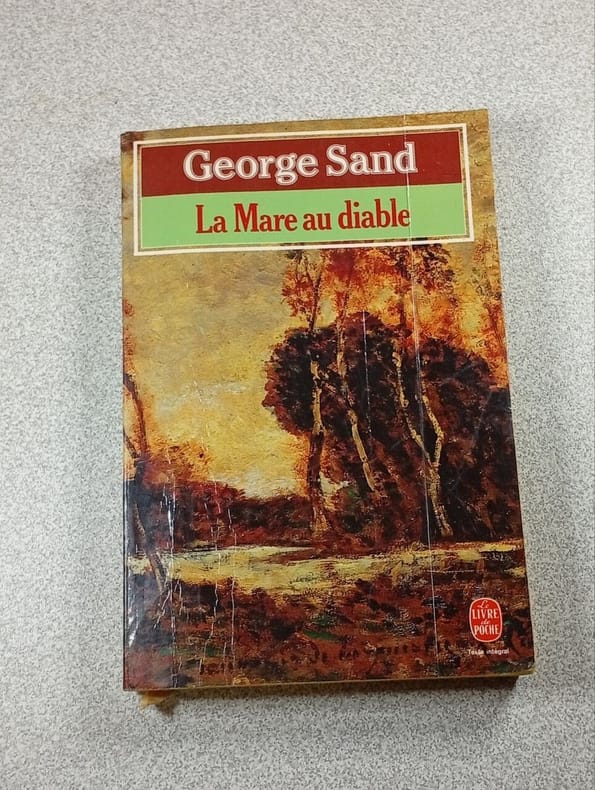 George Sand
La Mare au diable
Le
LIVRE
de
POCHE
Texte intégral